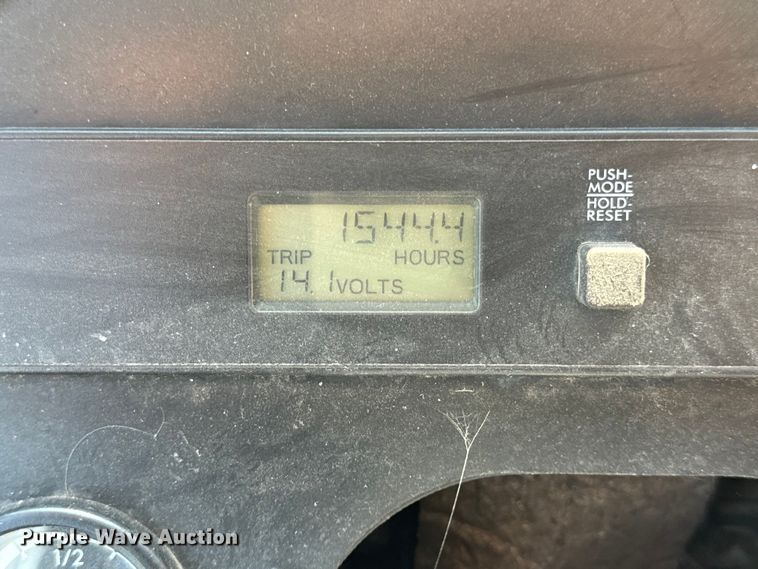 PUSH-
MODE
HOLD-
RESET
1544.4
TRIP HOURS
14.1 VOLTS
1/2
Purple Wave Auction